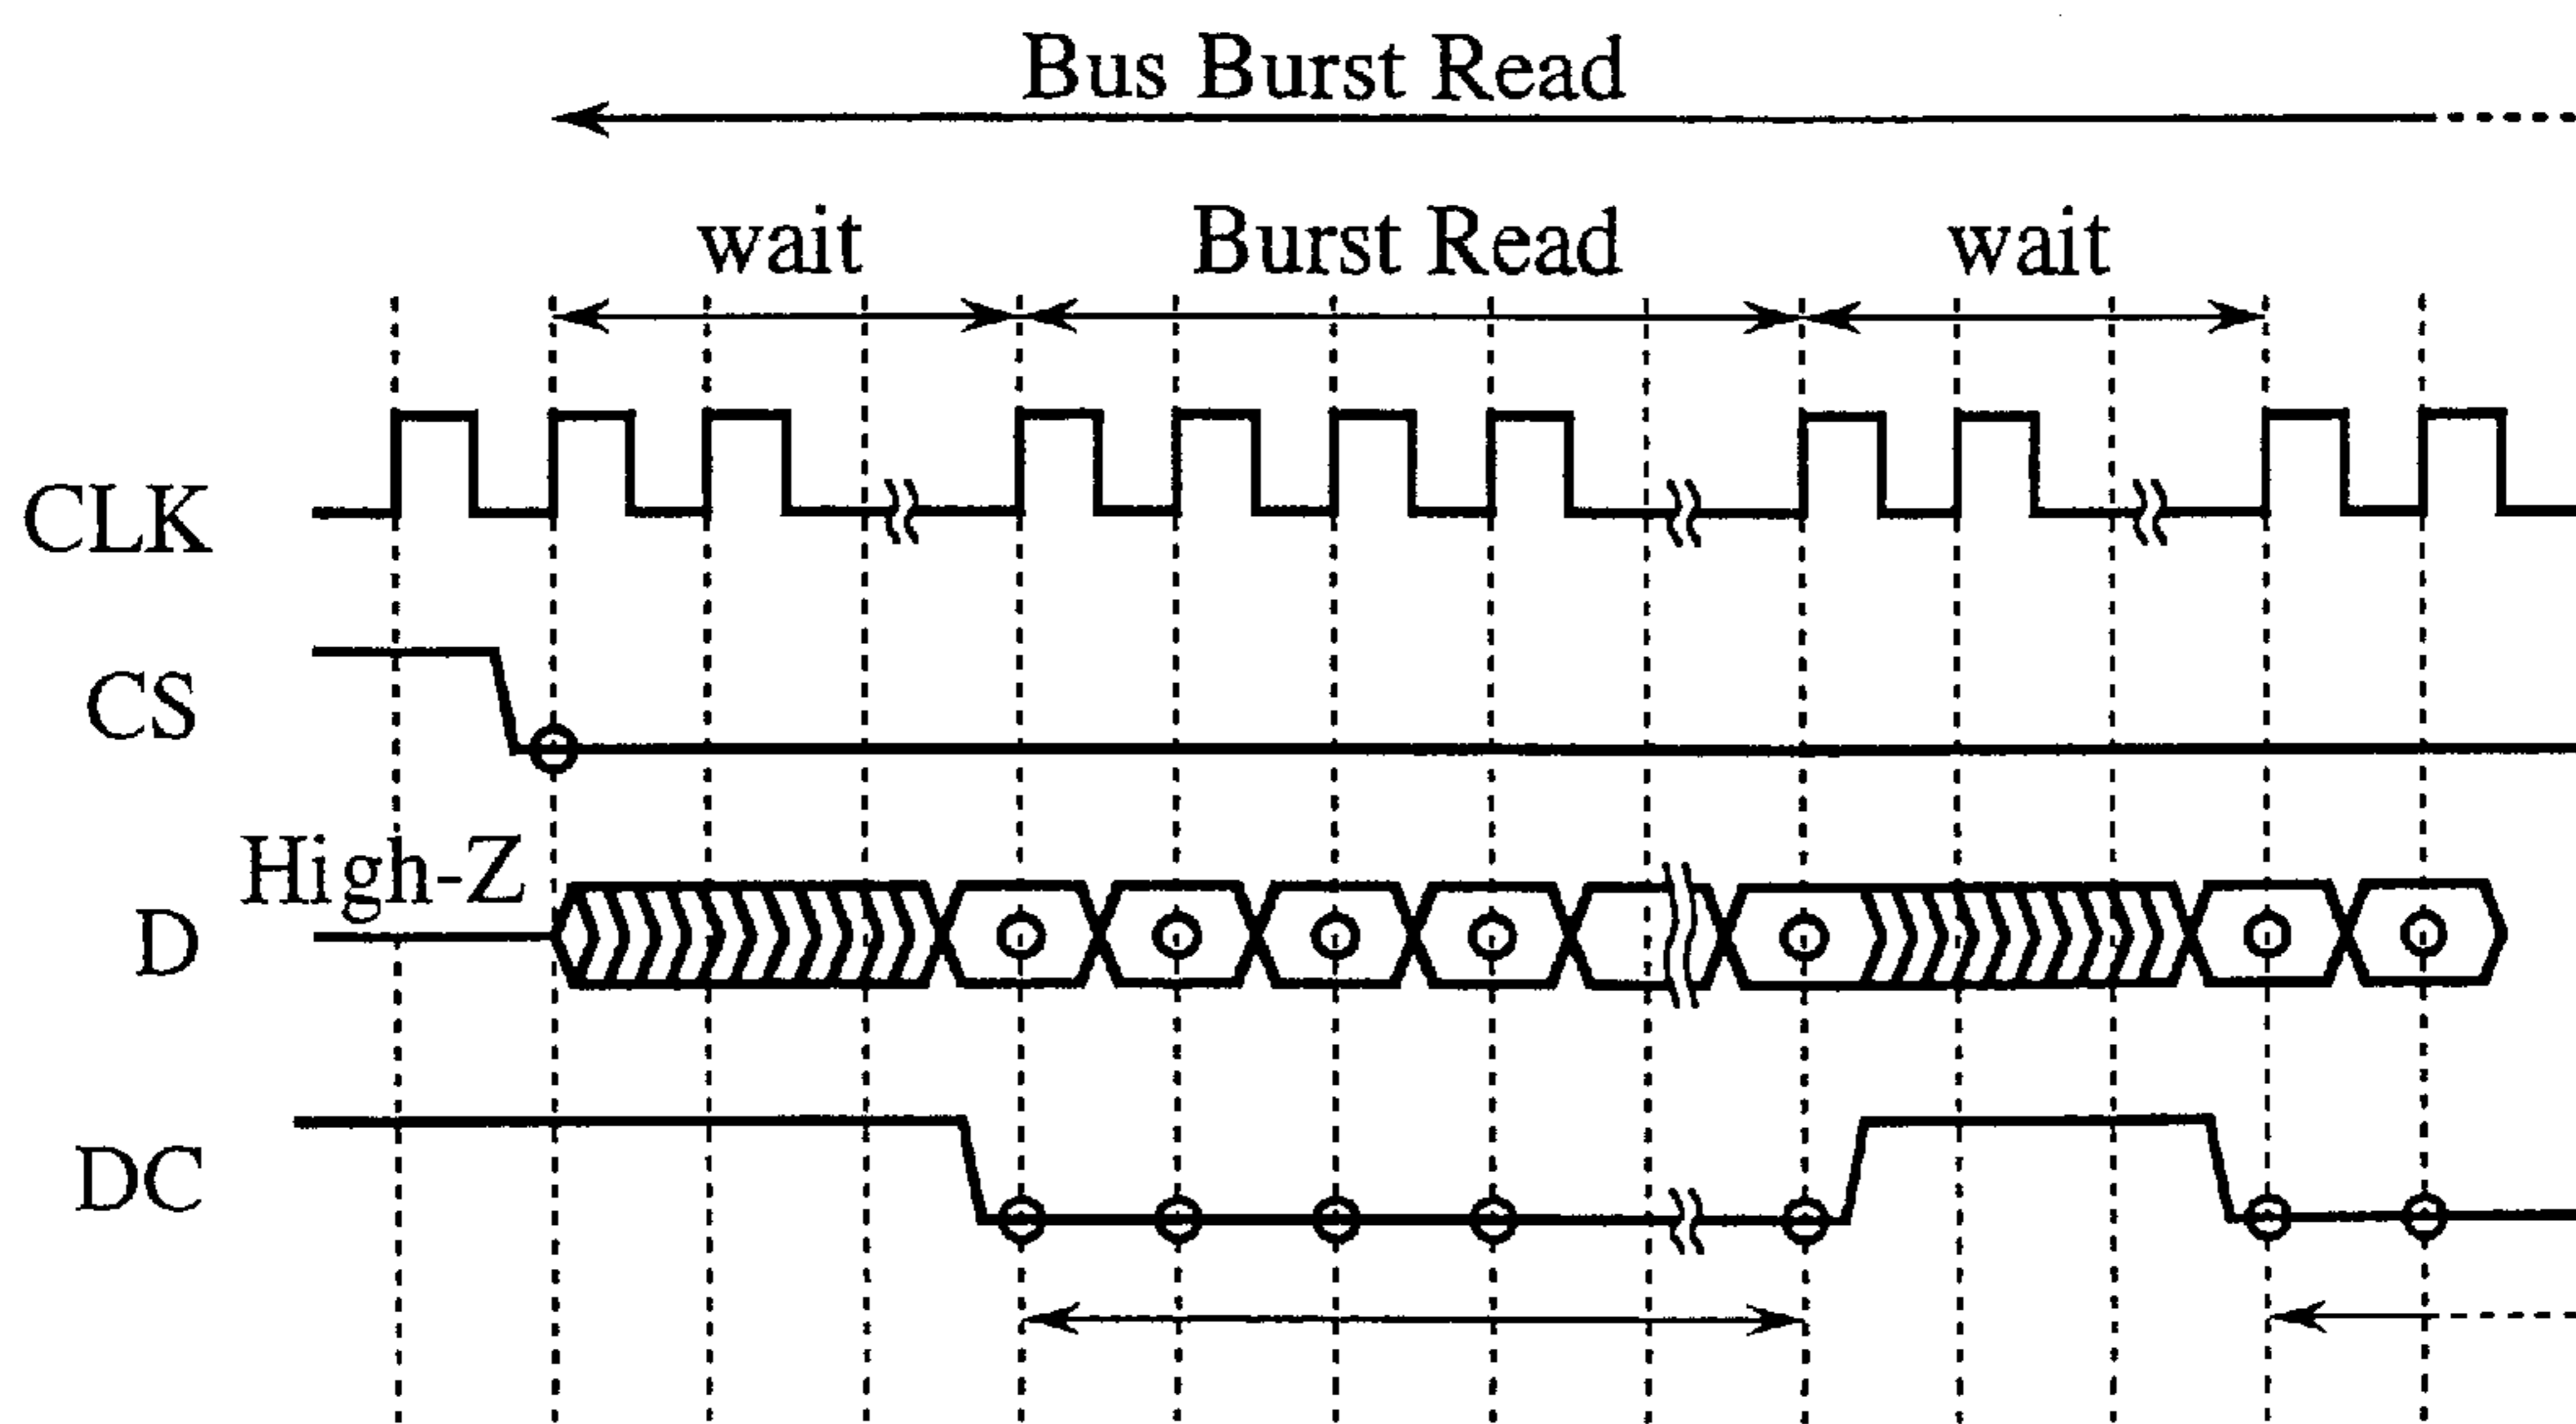 Bus Burst Read
wait Burst Read wait
CLK
CS
High-Z
D
DC